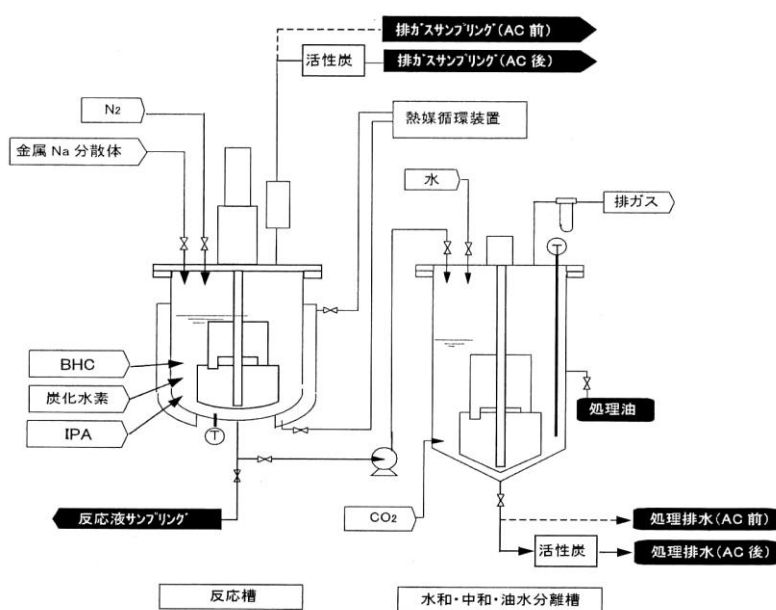 排ガスサンプリング(AC 前)
活性炭
排ガスサンプリング(AC 後)
N₂
熱媒循環装置
金属 Na 分散体
水
排ガス
T
BHC
炭化水素
IPA
T
処理油
CO₂
反応液サンプリング
処理排水(AC 前)
活性炭
処理排水(AC 後)
反応槽
水和・中和・油水分離槽